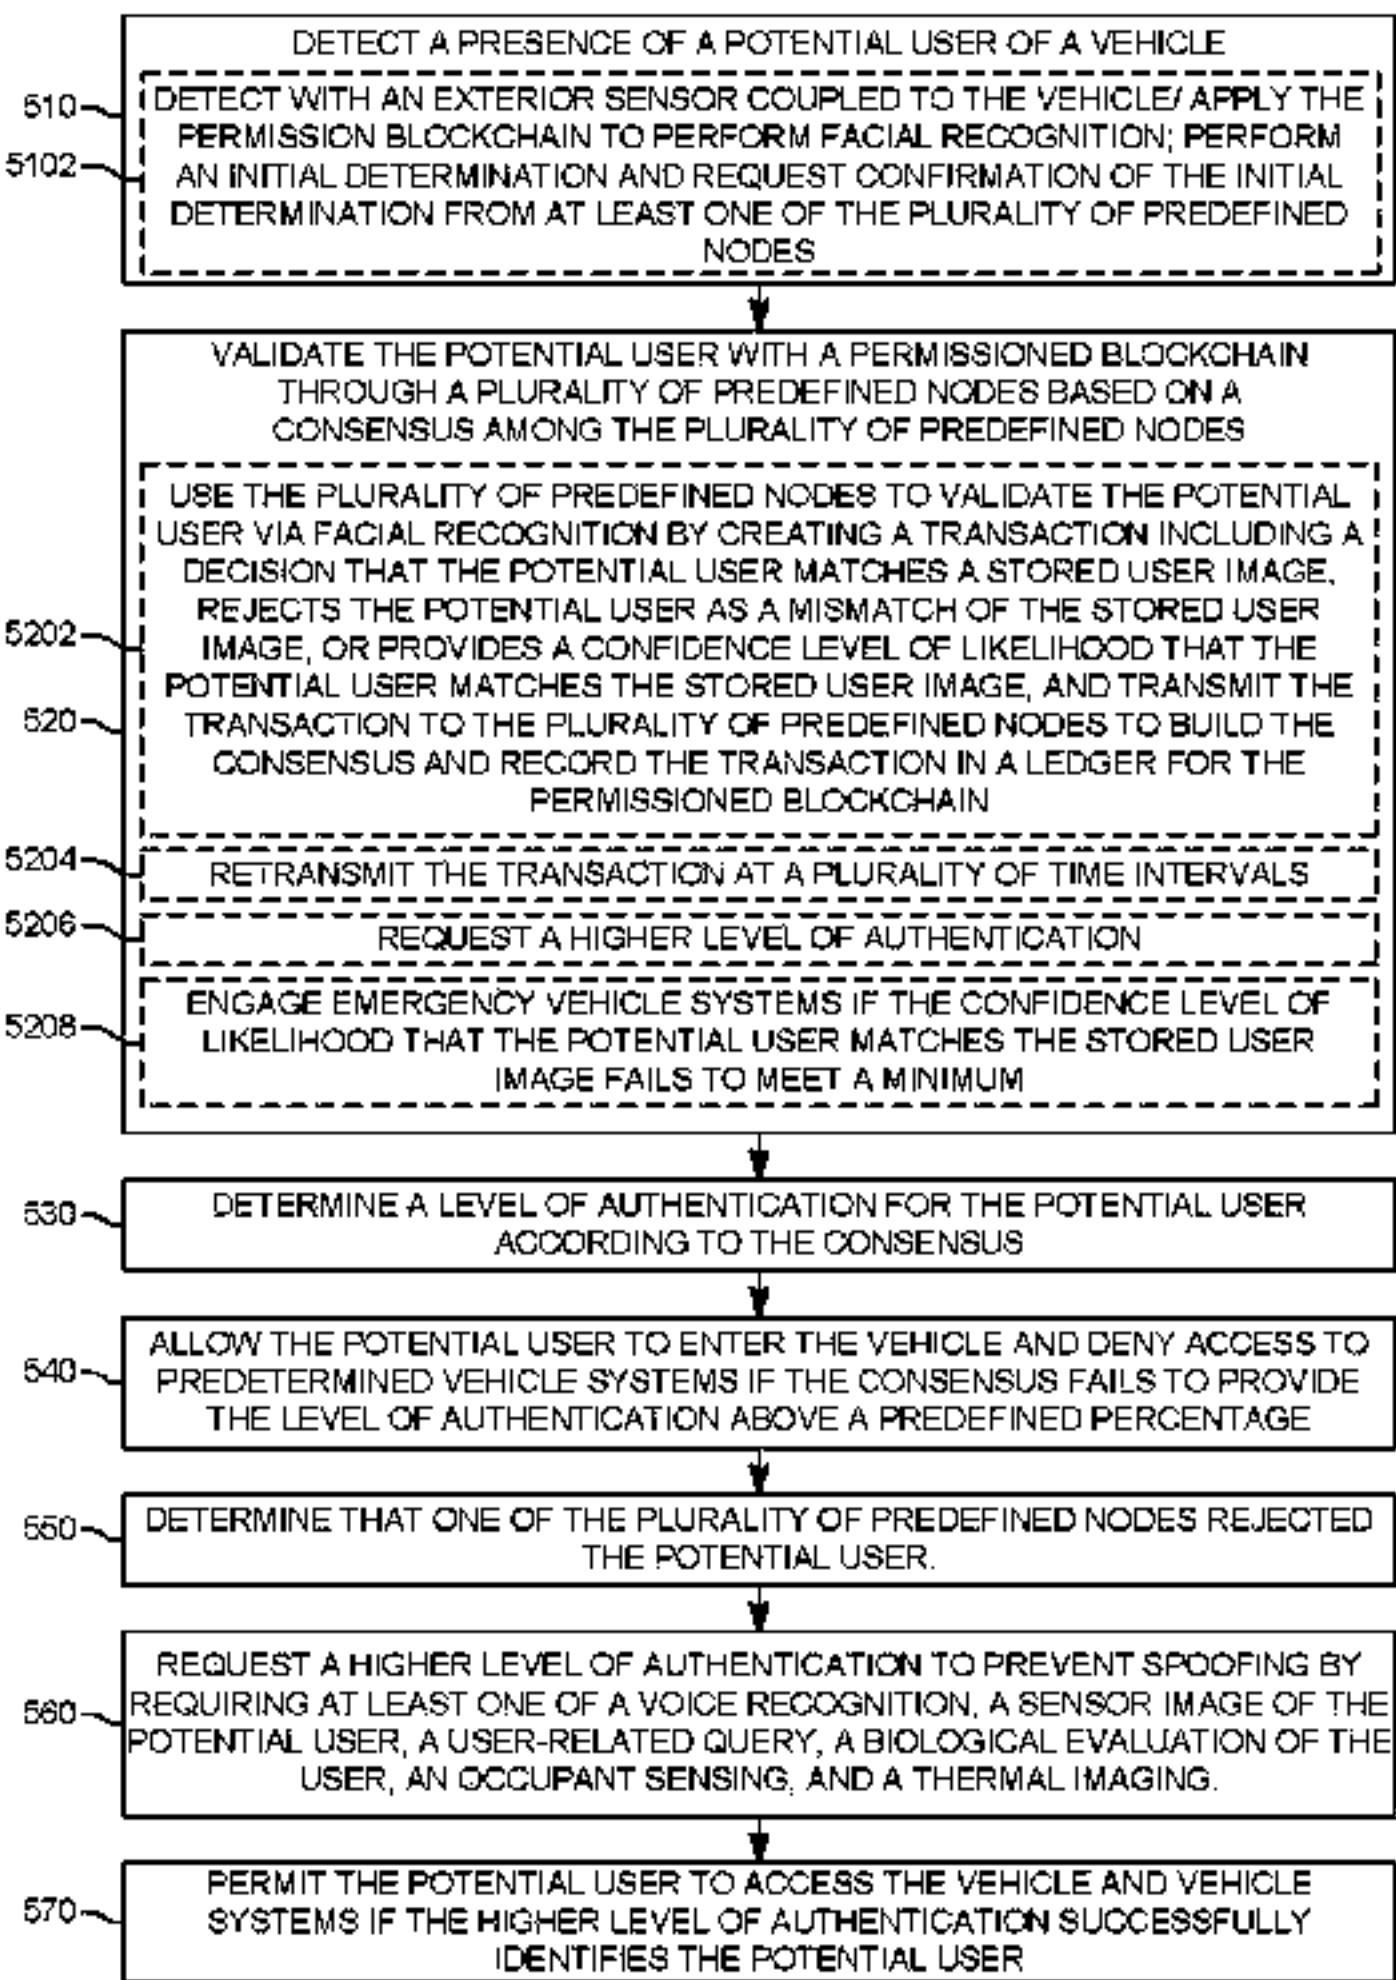 DETECT A PRESENCE OF A POTENTIAL USER OF A VEHICLE
510
DETECT WITH AN EXTERIOR SENSOR COUPLED TO THE VEHICLE/ APPLY THE
PERMISSION BLOCKCHAIN TO PERFORM FACIAL RECOGNITION; PERFORM
5102
AN INITIAL DETERMINATION AND REQUEST CONFIRMATION OF THE INITIAL
DETERMINATION FROM AT LEAST ONE OF THE PLURALITY OF PREDEFINED
NODES
VALIDATE THE POTENTIAL USER WITH A PERMISSIONED BLOCKCHAIN
THROUGH A PLURALITY OF PREDEFINED NODES BASED ON A
CONSENSUS AMONG THE PLURALITY OF PREDEFINED NODES
USE THE PLURALITY OF PREDEFINED NODES TO VALIDATE THE POTENTIAL
USER VIA FACIAL RECOGNITION BY CREATING A TRANSACTION INCLUDING A
DECISION THAT THE POTENTIAL USER MATCHES A STORED USER IMAGE,
REJECTS THE POTENTIAL USER AS A MISMATCH OF THE STORED USER
5202
IMAGE, OR PROVIDES A CONFIDENCE LEVEL OF LIKELIHOOD THAT THE
POTENTIAL USER MATCHES THE STORED USER IMAGE, AND TRANSMIT THE
520
TRANSACTION TO THE PLURALITY OF PREDEFINED NODES TO BUILD THE
CONSENSUS AND RECORD THE TRANSACTION IN A LEDGER FOR THE
PERMISSIONED BLOCKCHAIN
5204
RETRANSMIT THE TRANSACTION AT A PLURALITY OF TIME INTERVALS
5206
REQUEST A HIGHER LEVEL OF AUTHENTICATION
ENGAGE EMERGENCY VEHICLE SYSTEMS IF THE CONFIDENCE LEVEL OF
5208
LIKELIHOOD THAT THE POTENTIAL USER MATCHES THE STORED USER
IMAGE FAILS TO MEET A MINIMUM
530
DETERMINE A LEVEL OF AUTHENTICATION FOR THE POTENTIAL USER
ACCORDING TO THE CONSENSUS
540
ALLOW THE POTENTIAL USER TO ENTER THE VEHICLE AND DENY ACCESS TO
PREDETERMINED VEHICLE SYSTEMS IF THE CONSENSUS FAILS TO PROVIDE
THE LEVEL OF AUTHENTICATION ABOVE A PREDEFINED PERCENTAGE
550
DETERMINE THAT ONE OF THE PLURALITY OF PREDEFINED NODES REJECTED
THE POTENTIAL USER.
560
REQUEST A HIGHER LEVEL OF AUTHENTICATION TO PREVENT SPOOFING BY
REQUIRING AT LEAST ONE OF A VOICE RECOGNITION, A SENSOR IMAGE OF THE
POTENTIAL USER, A USER-RELATED QUERY, A BIOLOGICAL EVALUATION OF THE
USER, AN OCCUPANT SENSING, AND A THERMAL IMAGING.
570
PERMIT THE POTENTIAL USER TO ACCESS THE VEHICLE AND VEHICLE
SYSTEMS IF THE HIGHER LEVEL OF AUTHENTICATION SUCCESSFULLY
IDENTIFIES THE POTENTIAL USER